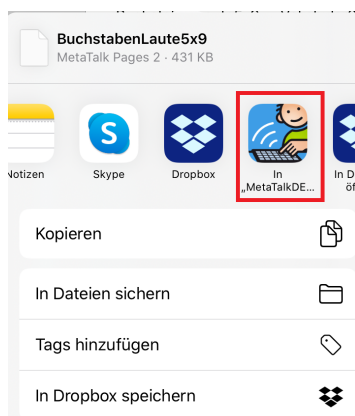 BuchstabenLaute5x9
MetaTalk Pages 2 · 431 KB
Notizen
Skype
Dropbox
In
„MetaTalkDE...
In D
öf
Kopieren
In Dateien sichern
Tags hinzufügen
In Dropbox speichern